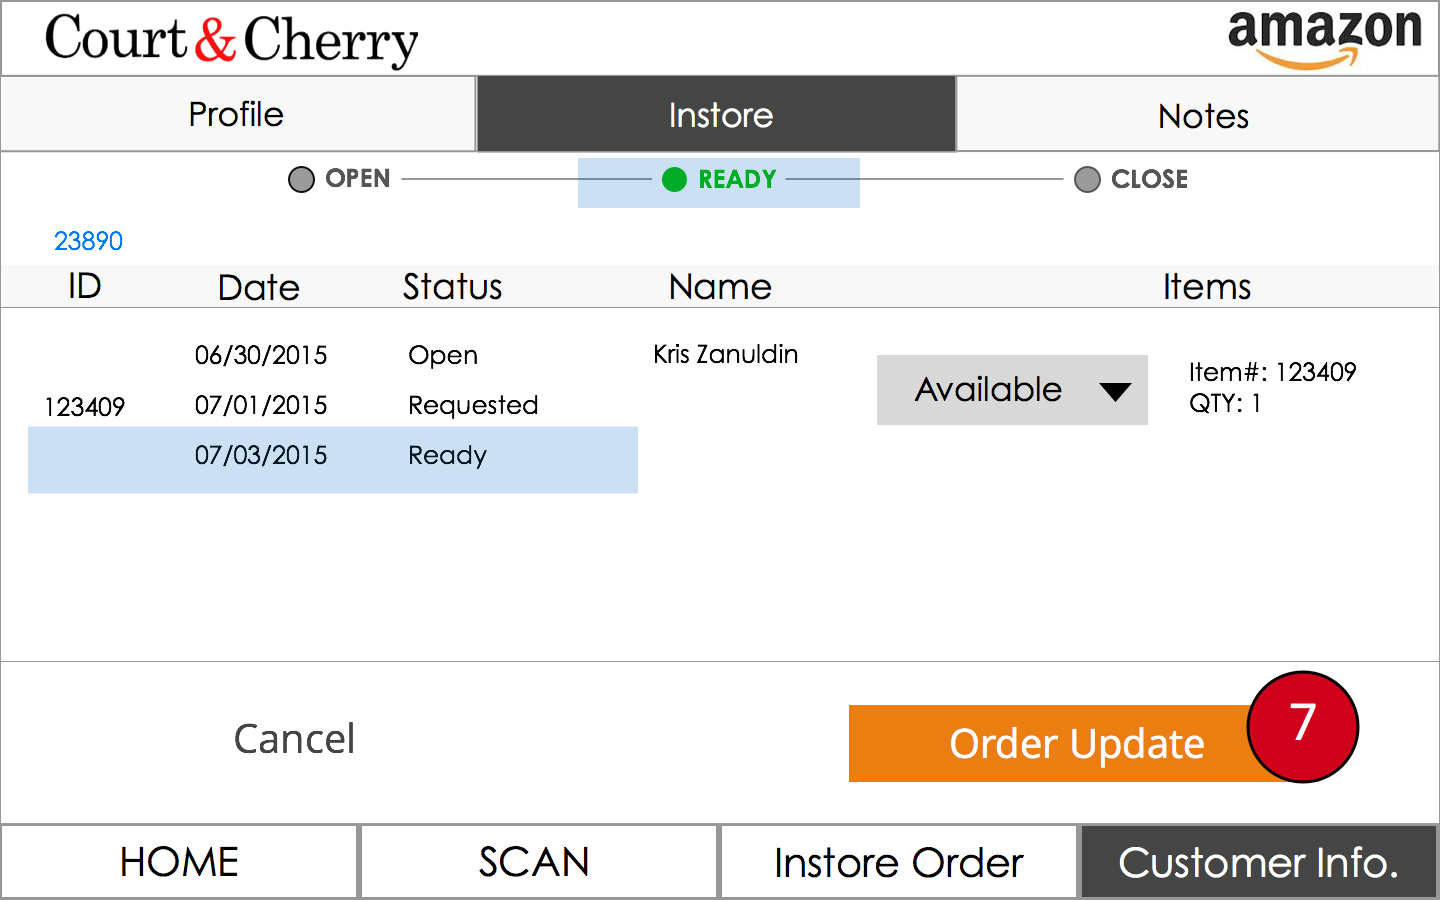 Court&Cherry
amazon
Profile
Instore
Notes
OPEN
READY
CLOSE
23890
ID Date Status Name Items
06/30/2015 Open Kris Zanuldin
123409 07/01/2015 Requested
07/03/2015 Ready
Available
Item#: 123409
QTY: 1
Cancel
Order Update
7
HOME
SCAN
Instore Order
Customer Info.